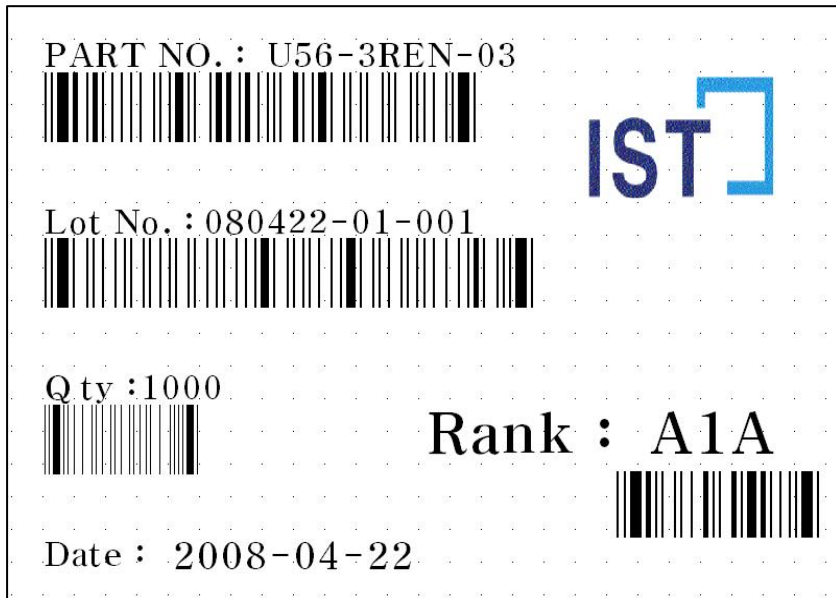 PART NO.: U56-3REN-03
IST
Lot No.:080422-01-001
Qty:1000
Rank: A1A
Date: 2008-04-22